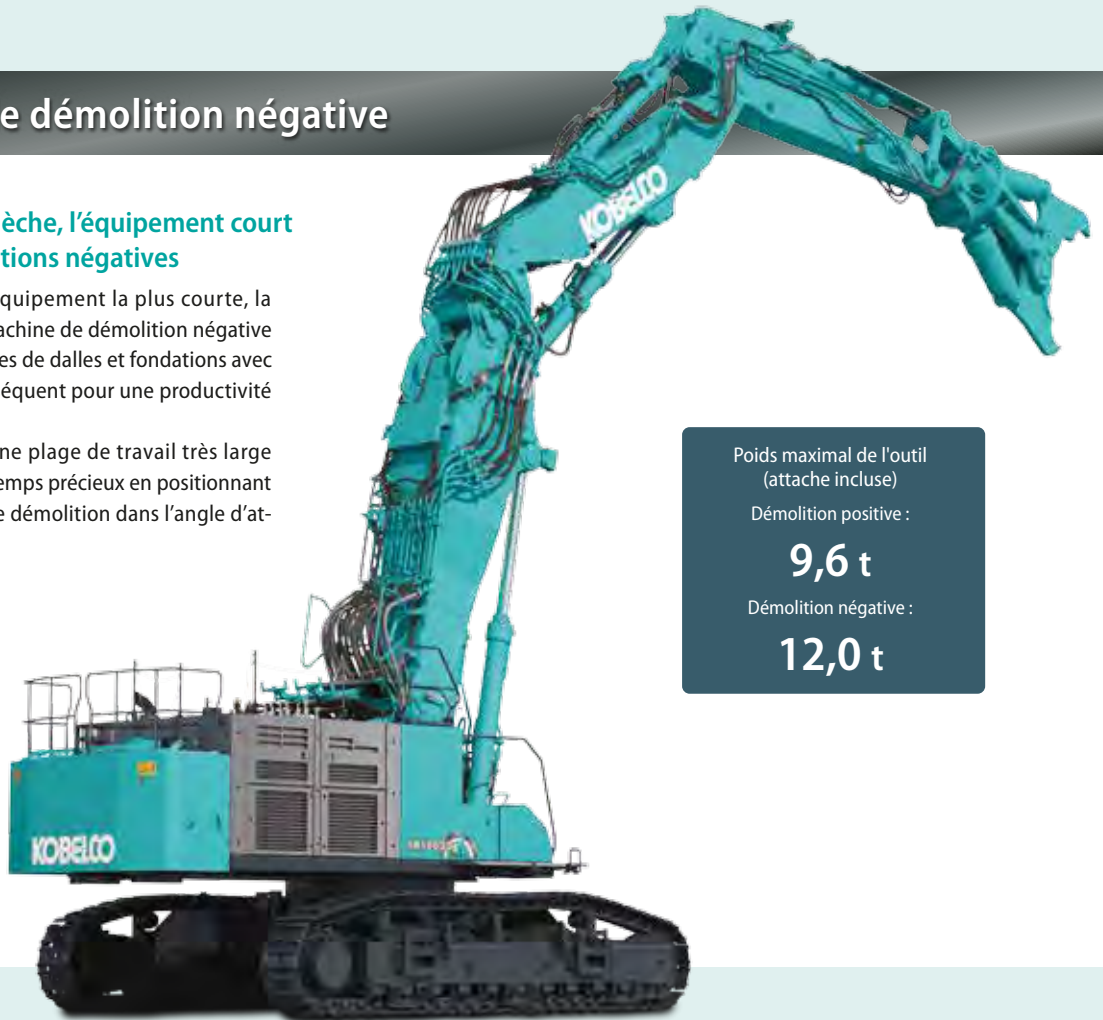 e démolition négative
èche, l’équipement court
tions négatives
quipement la plus courte, la
achine de démolition négative
es de dalles et fondations avec
équent pour une productivité
ne plage de travail très large
emps précieux en positionnant
e démolition dans l’angle d’at-
KOBELCO
Poids maximal de l'outil
(attache incluse)
Démolition positive :
9,6 t
Démolition négative :
12,0 t
KOBELCO